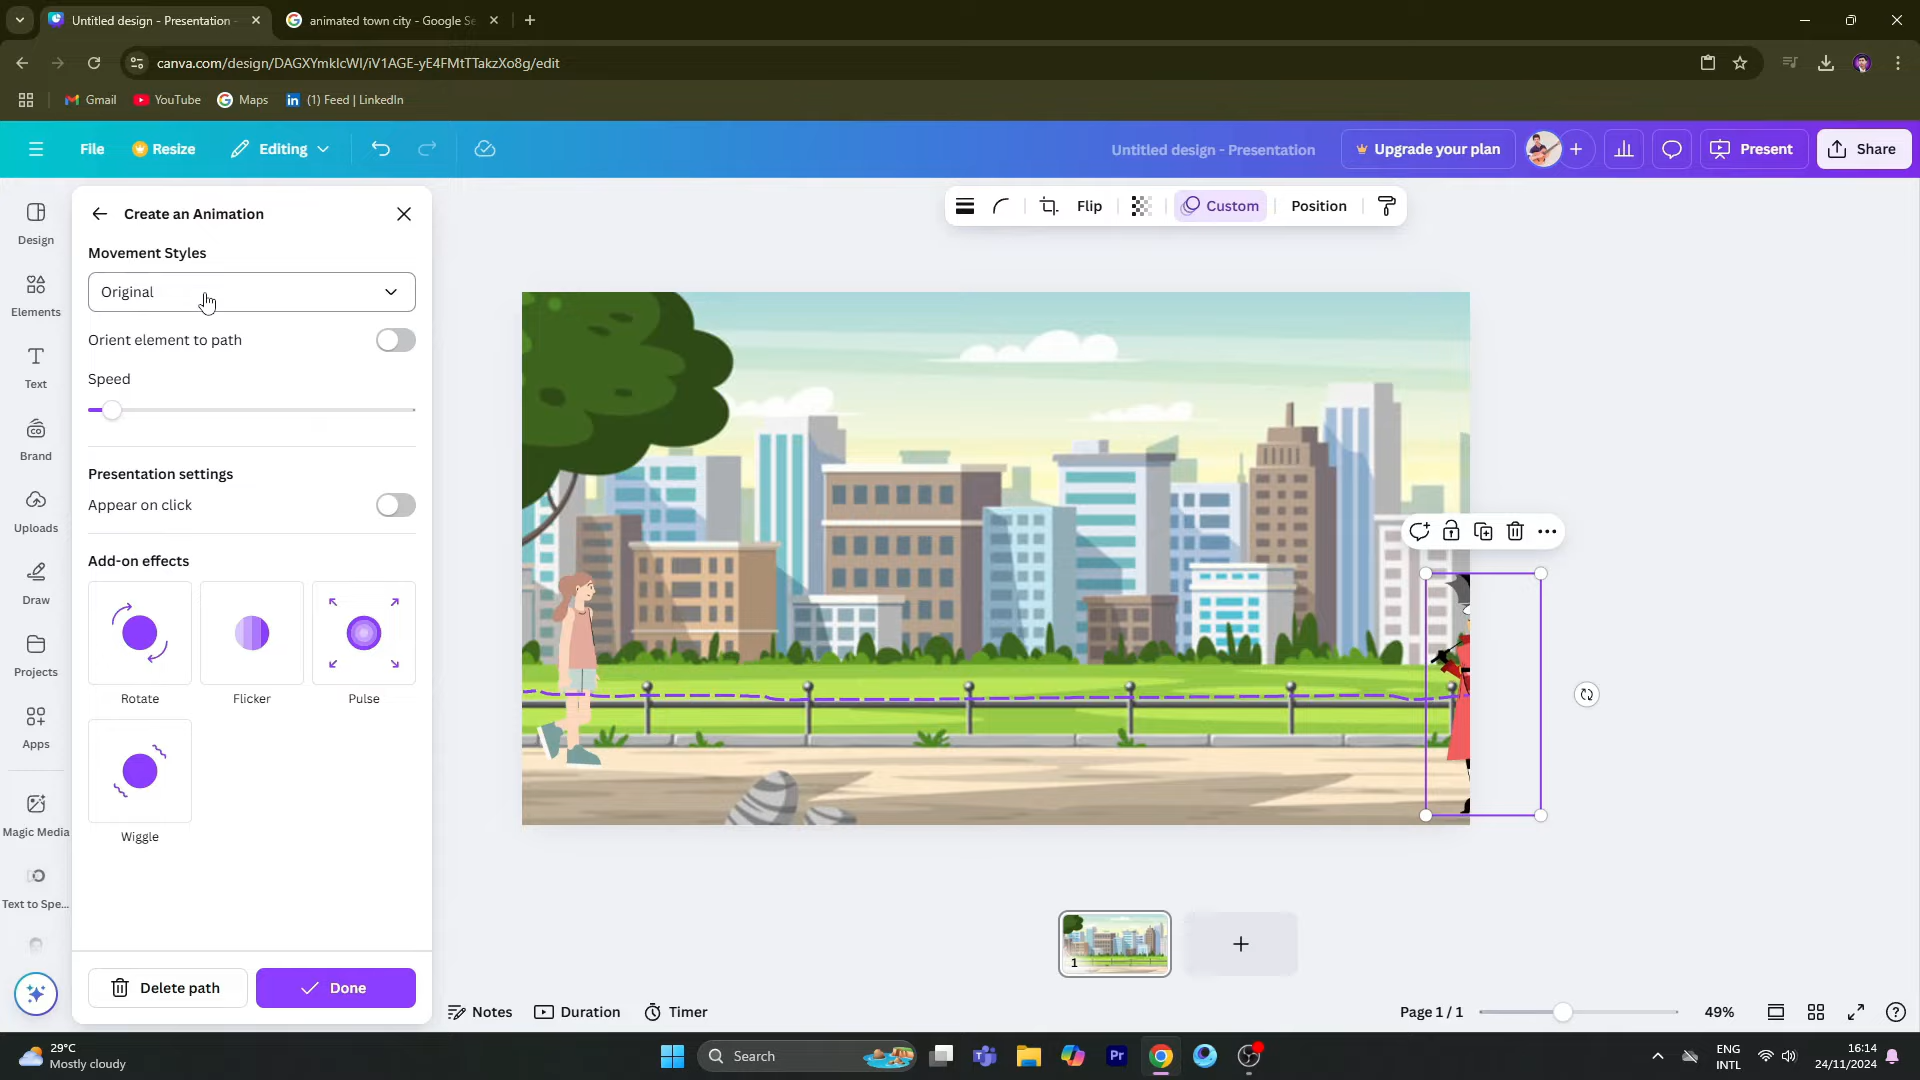 Untitled design - Presentation -
animated town city - Google Se
canva.com/design/DAGXYmkIcWI/iV1AGE-yE4FMtTTakzXo8g/edit
Gmail
YouTube
Maps
(1) Feed | LinkedIn
File
Resize
Editing
Untitled design - Presentation
Upgrade your plan
Present
Share
Design
Elements
Text
Brand
Uploads
Draw
Projects
Apps
Magic Media
Text to Spe...
Create an Animation
Movement Styles
Original
Orient element to path
Speed
Presentation settings
Appear on click
Add-on effects
Rotate
Flicker
Pulse
Wiggle
Delete path
Done
Flip
Custom
Position
1
Notes
Duration
Timer
Page 1 / 1
49%
29°C
Mostly cloudy
Search
Pr
ENG
INTL
16:14
24/11/2024